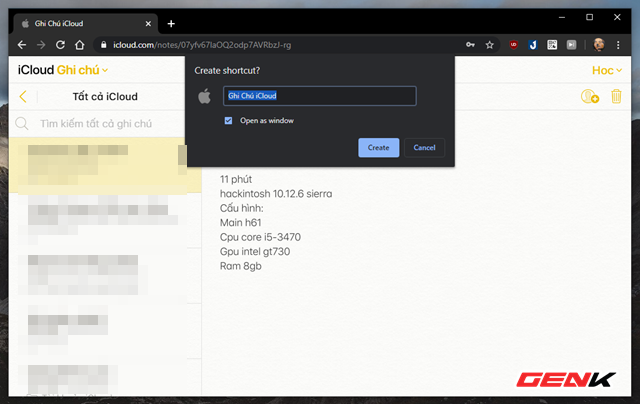 Ghi Chú iCloud
icloud.com/notes/07yfv67IaOQ2odp7AVRbzJ-rg
Create shortcut?
Ghi Chú iCloud
Open as window
Create
Cancel
iCloud Ghi chú
Học
Tất cả iCloud
Tìm kiếm tất cả ghi chú
11 phút
hackintosh 10.12.6 sierra
Cấu hình:
Main h61
Cpu core i5-3470
Gpu intel gt730
Ram 8gb
GENK